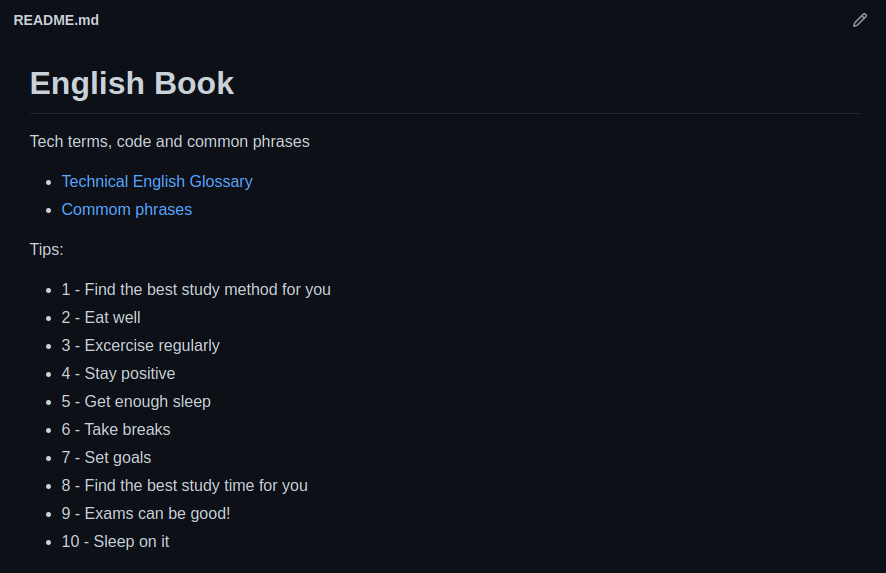 README.md
English Book
Tech terms, code and common phrases
Technical English Glossary
Commom phrases
Tips:
1 - Find the best study method for you
2 - Eat well
3 - Excercise regularly
4 - Stay positive
5 - Get enough sleep
6 - Take breaks
7 - Set goals
8 - Find the best study time for you
9 - Exams can be good!
10 - Sleep on it